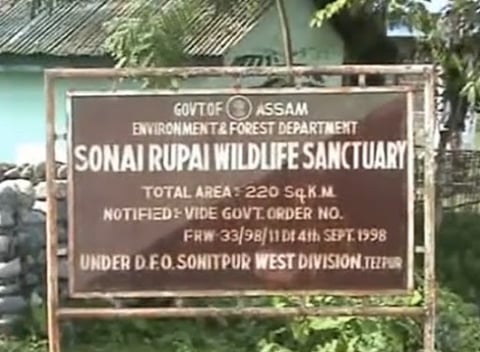 GOVT. OF ASSAM
ENVIRONMENT & FOREST DEPARTMENT
SONAI RUPAI WILDLIFE SANCTUARY
TOTAL AREA:- 220 Sq.K.M.
NOTIFIED:- VIDE GOVT. ORDER NO.
FRW-33/98/11 Dt 4th SEPT. 1998
UNDER D.F.O. SONITPUR WEST DIVISION, TEZPUR